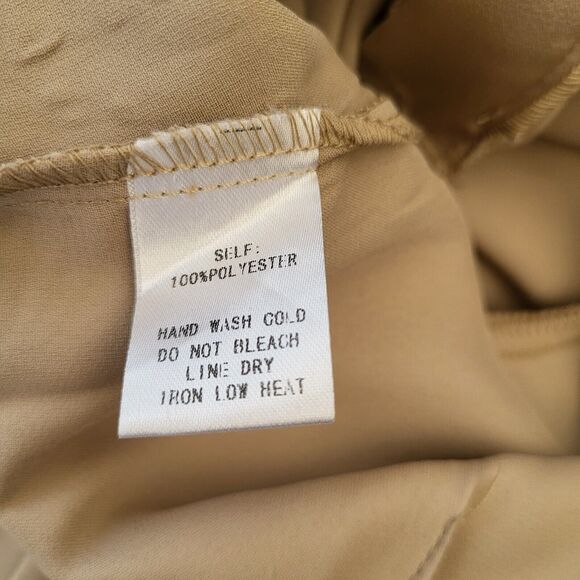 SELF:
100%POLYESTER
HAND WASH COLD
DO NOT BLEACH
LINE DRY
IRON LOW HEAT